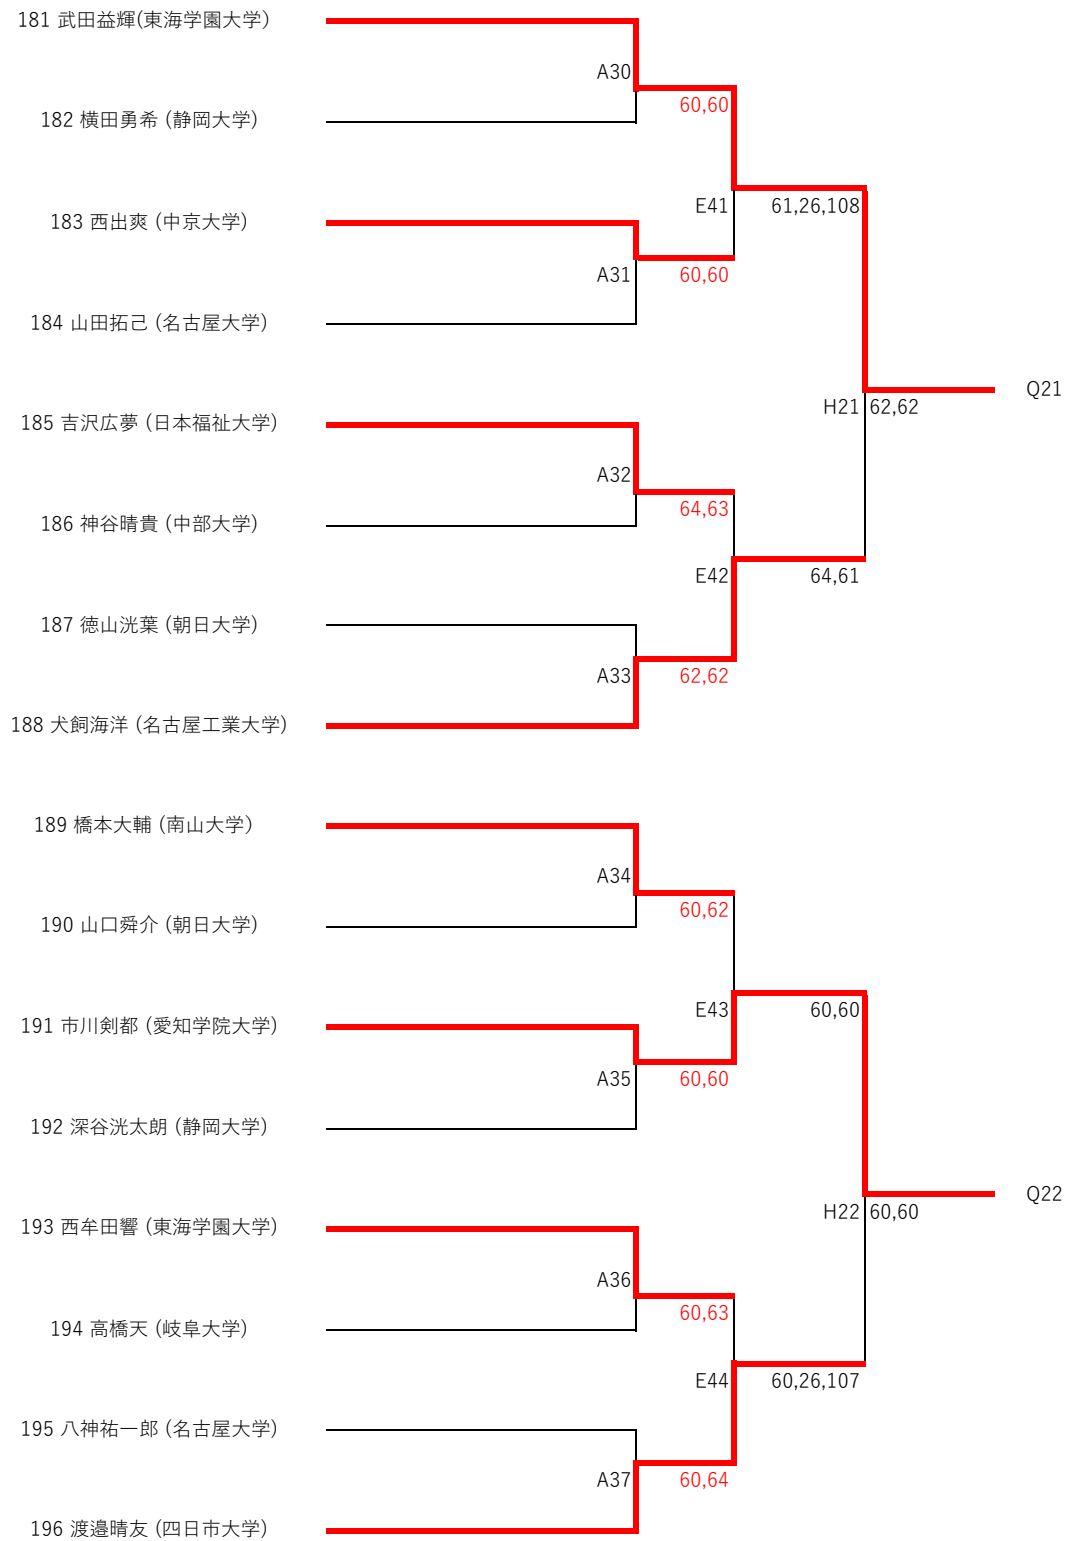 181 武田益輝(東海学園大学)
A30
60,60
182 横田勇希 (静岡大学)
E41
61,26,108
183 西出爽 (中京大学)
A31
60,60
184 山田拓己 (名古屋大学)
Q21
H21
62,62
185 吉沢広夢 (日本福祉大学)
A32
64,63
186 神谷晴貴 (中部大学)
E42
64,61
187 徳山洸葉 (朝日大学)
A33
62,62
188 犬飼海洋 (名古屋工業大学)
189 橋本大輔 (南山大学)
A34
60,62
190 山口舜介 (朝日大学)
E43
60,60
191 市川剣都 (愛知学院大学)
A35
60,60
192 深谷洸太朗 (静岡大学)
Q22
H22
60,60
193 西牟田響 (東海学園大学)
A36
60,63
194 高橋天 (岐阜大学)
E44
60,26,107
195 八神祐一郎 (名古屋大学)
A37
60,64
196 渡邉晴友 (四日市大学)